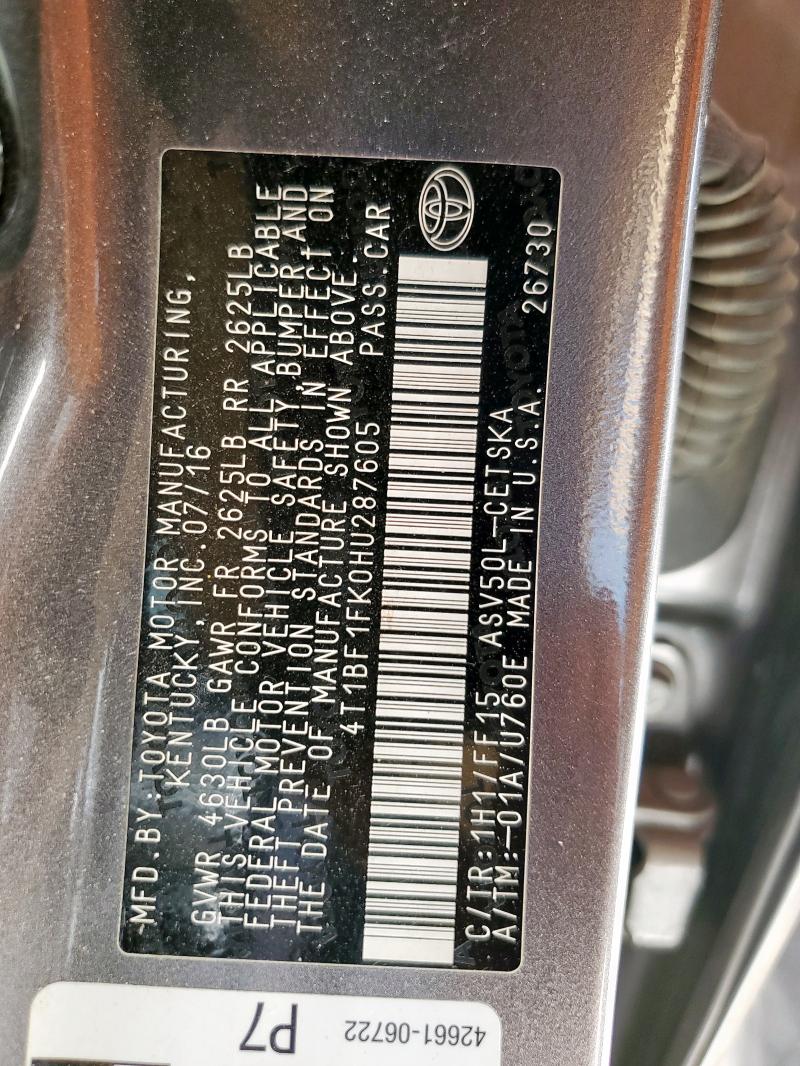 MFD.BY:TOYOTA MOTOR MANUFACTURING,
KENTUCKY,INC.07/16
GVWR 4630LB GAWR FR 2625LB RR 2625LB
THIS VEHICLE CONFORMS TO ALL APPLICABLE
FEDERAL MOTOR VEHICLE SAFETY,BUMPER AND
THEFT PREVENTION STANDARDS IN EFFECT ON
THE DATE OF MANUFACTURE SHOWN ABOVE.
4T1BF1FK0HU287605 PASS.CAR
C/TR:1H1/FF15 ASV50L-CETSKA
A/TM:-01A/U760E MADE IN U.S.A. 26730
P7
42661-06722